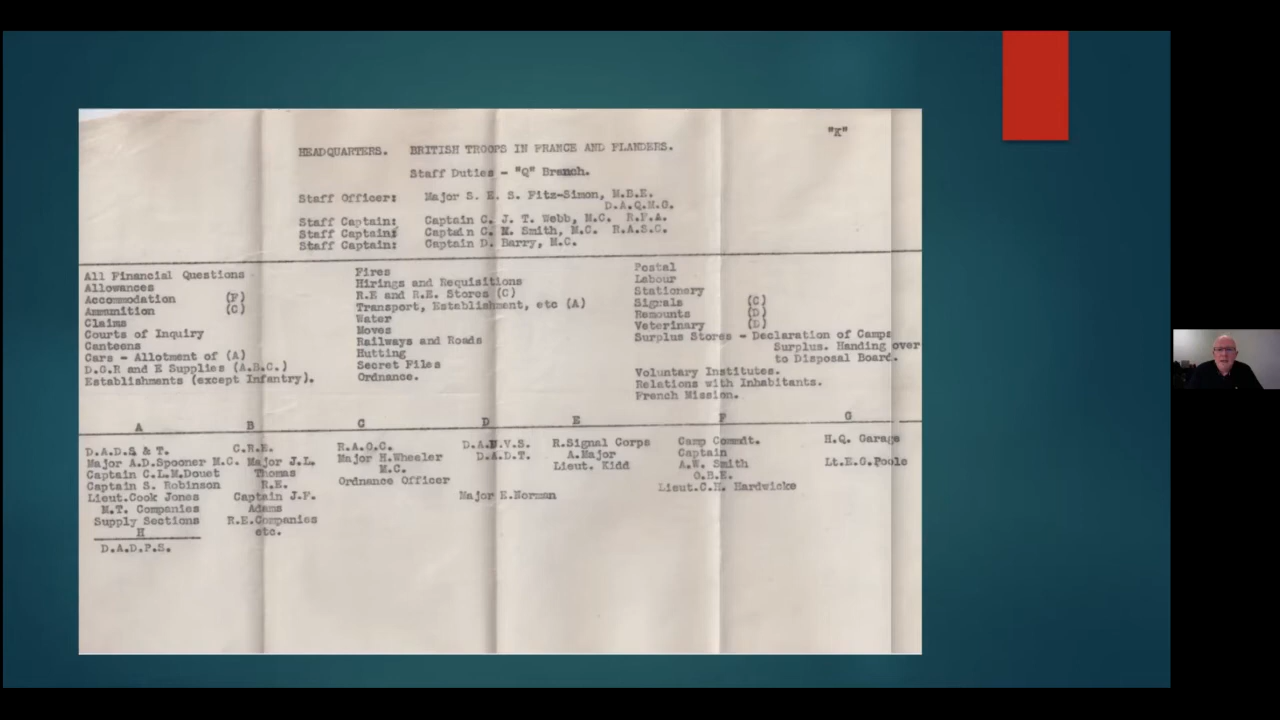 "K"
HEADQUARTERS. BRITISH TROOPS IN FRANCE AND FLANDERS.
Staff Duties - "Q" Branch.
Staff Officer: Major S. E. S. Fitz-Simon, M.B.E.
D.A.Q.M.G.
Staff Captain: Captain C. J. T. Webb, M.C. R.F.A.
Staff Captain: Captain C. N. Smith, M.C. R.A.S.C.
Staff Captain: Captain D. Barry, M.C.
All Financial Questions
Allowances
Accommodation (F)
Ammunition (C)
Claims
Courts of Inquiry
Canteens
Cars - Allotment of (A)
D.G.R and E Supplies (A.B.C.)
Establishments (except Infantry).
Fires
Hirings and Requisitions
R.E and R.E. Stores (C)
Transport, Establishment, etc (A)
Water
Moves
Railways and Roads
Hutting
Secret Files
Ordnance.
Postal
Labour
Stationery
Signals (C)
Remounts (D)
Veterinary (D)
Surplus Stores - Declaration of Camps
Surplus. Handing over
to Disposal Board.
Voluntary Institutes.
Relations with Inhabitants.
French Mission.
A B C D E F G
D.A.D.S & T.
Major A.D.Spooner M.C.
Captain C.L.M.Douet
Captain S. Robinson
Lieut.Cook Jones
M.T. Companies
Supply Sections
H
D.A.D.P.S.
C.R.E.
Major J.L.
Thomas
R.E.
Captain J.F.
Adams
R.E.Companies
etc.
R.A.O.C.
Major H.Wheeler
M.C.
Ordnance Officer
D.A.D.V.S.
D.A.D.T.
Major E.Norman
R.Signal Corps
A.Major
Lieut. Kidd
Camp Commdt.
Captain
A.W. Smith
O.B.E.
Lieut.C.H. Hardwicke
H.Q. Garage
Lt.E.G.Poole